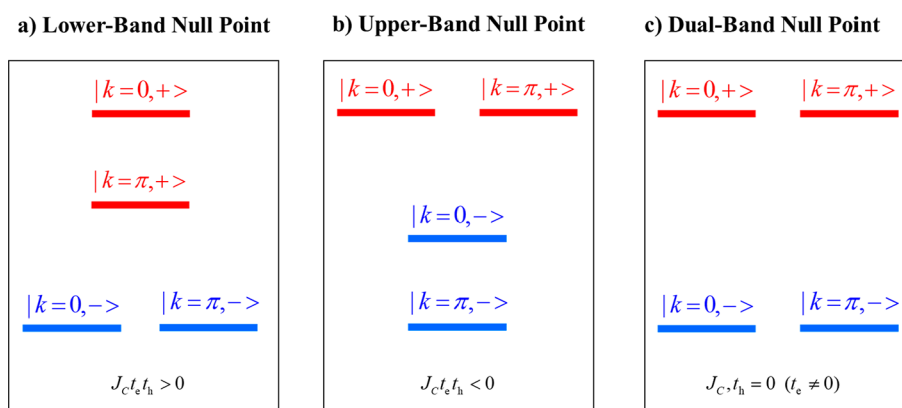 a) Lower-Band Null Point
|k=0,+>
|k=π,+>
|k=0,->
|k=π,->
J_C t_e t_h > 0
b) Upper-Band Null Point
|k=0,+>
|k=π,+>
|k=0,->
|k=π,->
J_C t_e t_h < 0
c) Dual-Band Null Point
|k=0,+>
|k=π,+>
|k=0,->
|k=π,->
J_C, t_h = 0 (t_e ≠ 0)